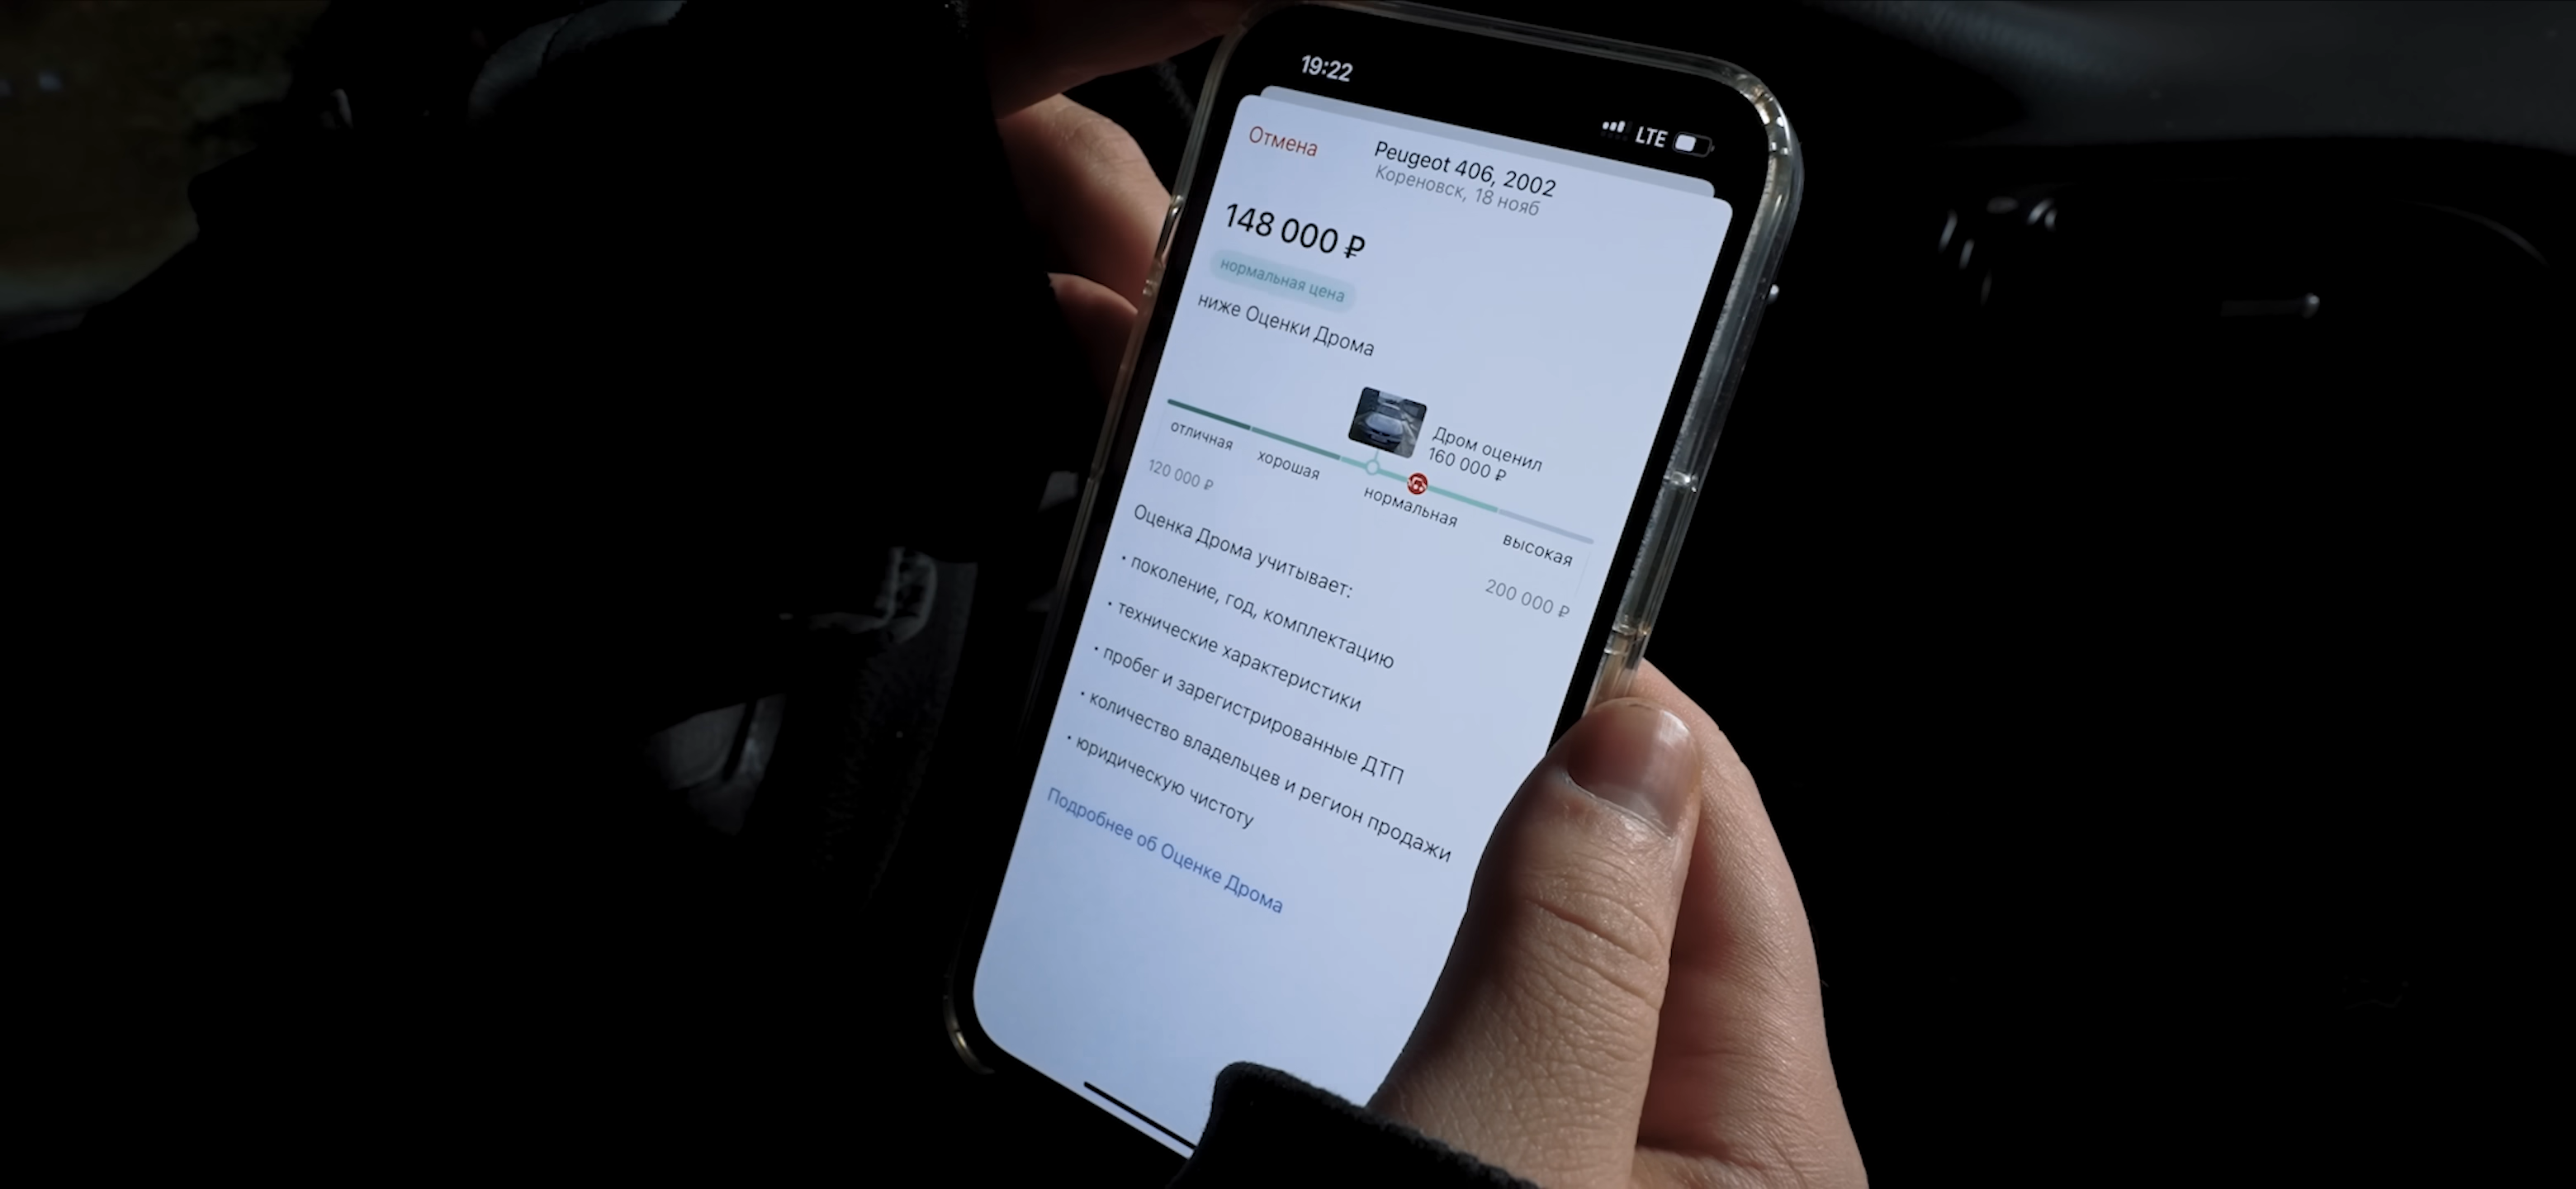 19:22
LTE
Отмена
Peugeot 406, 2002
Кореновск, 18 нояб
148 000 ₽
нормальная цена
ниже Оценки Дрома
Дром оценил
160 000 ₽
отличная
хорошая
нормальная
высокая
120 000 ₽
200 000 ₽
Оценка Дрома учитывает:
• поколение, год, комплектацию
• технические характеристики
• пробег и зарегистрированные ДТП
• количество владельцев и регион продажи
• юридическую чистоту
Подробнее об Оценке Дрома